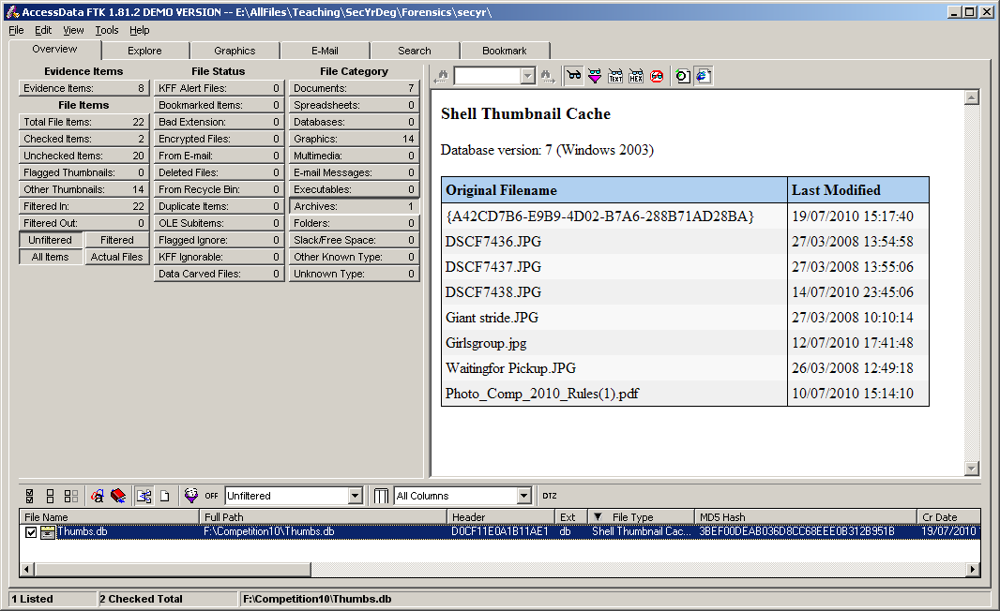 AccessData FTK 1.81.2 DEMO VERSION -- E:\AllFiles\Teaching\SecYrDeg\Forensics\secyr\
File Edit View Tools Help
Overview Explore Graphics E-Mail Search Bookmark
Evidence Items File Status File Category
Evidence Items: 8 KFF Alert Files: 0 Documents: 7
File Items Bookmarked Items: 0 Spreadsheets: 0
Total File Items: 22 Bad Extension: 0 Databases: 0
Checked Items: 2 Encrypted Files: 0 Graphics: 14
Unchecked Items: 20 From E-mail: 0 Multimedia: 0
Flagged Thumbnails: 0 Deleted Files: 0 E-mail Messages: 0
Other Thumbnails: 14 From Recycle Bin: 0 Executables: 0
Filtered In: 22 Duplicate Items: 0 Archives: 1
Filtered Out: 0 OLE Subitems: 0 Folders: 0
Unfiltered Filtered Flagged Ignore: 0 Slack/Free Space: 0
All Items Actual Files KFF Ignorable: 0 Other Known Type: 0
Data Carved Files: 0 Unknown Type: 0
TEXT HEX
Shell Thumbnail Cache
Database version: 7 (Windows 2003)
Original Filename Last Modified
{A42CD7B6-E9B9-4D02-B7A6-288B71AD28BA} 19/07/2010 15:17:40
DSCF7436.JPG 27/03/2008 13:54:58
DSCF7437.JPG 27/03/2008 13:55:06
DSCF7438.JPG 14/07/2010 23:45:06
Giant stride.JPG 27/03/2008 10:10:14
Girlsgroup.jpg 12/07/2010 17:41:48
Waitingfor Pickup.JPG 26/03/2008 12:49:18
Photo_Comp_2010_Rules(1).pdf 10/07/2010 15:14:10
OFF Unfiltered All Columns DTZ
File Name Full Path Header Ext File Type MD5 Hash Cr Date
Thumbs.db F:\Competition10\Thumbs.db D0CF11E0A1B11AE1 db Shell Thumbnail Cac... 3BEF00DEAB036D8CC68EEE0B312B951B 19/07/2010
1 Listed 2 Checked Total F:\Competition10\Thumbs.db